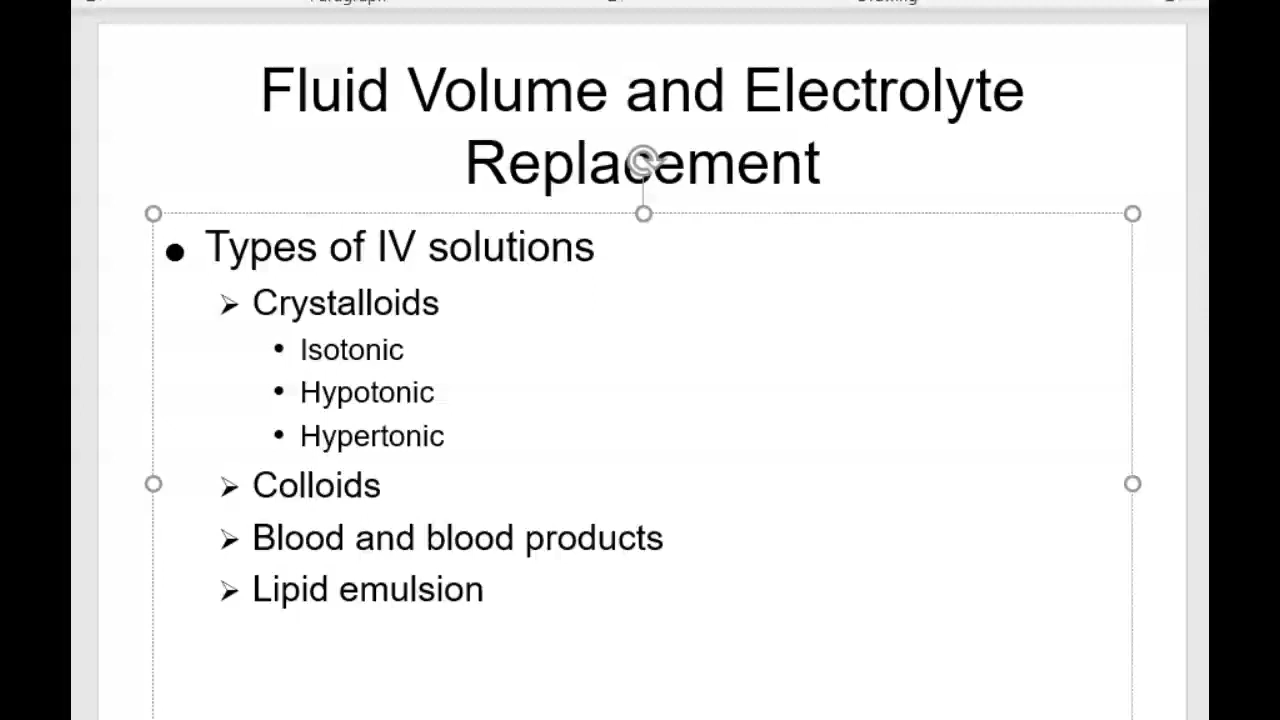 Fluid Volume and Electrolyte
Replacement
● Types of IV solutions
➢ Crystalloids
• Isotonic
• Hypotonic
• Hypertonic
➢ Colloids
➢ Blood and blood products
➢ Lipid emulsion